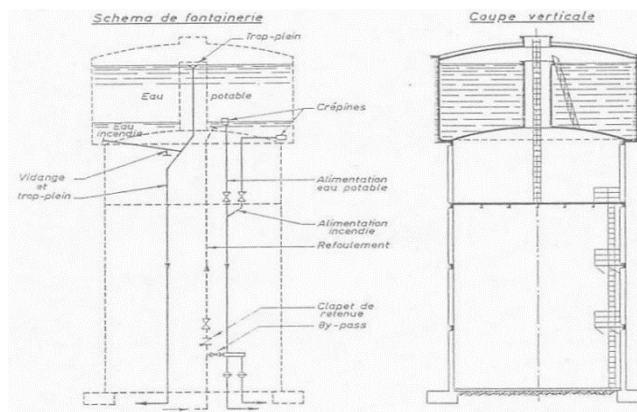 Schema de fontainerie
Coupe verticale
Trop-plein
Eau potable
Crépines
Eau
incendie
Vidange
et
trop-plein
Alimentation
eau potable
Alimentation
incendie
Refoulement
Clapet de
retenue
By-pass